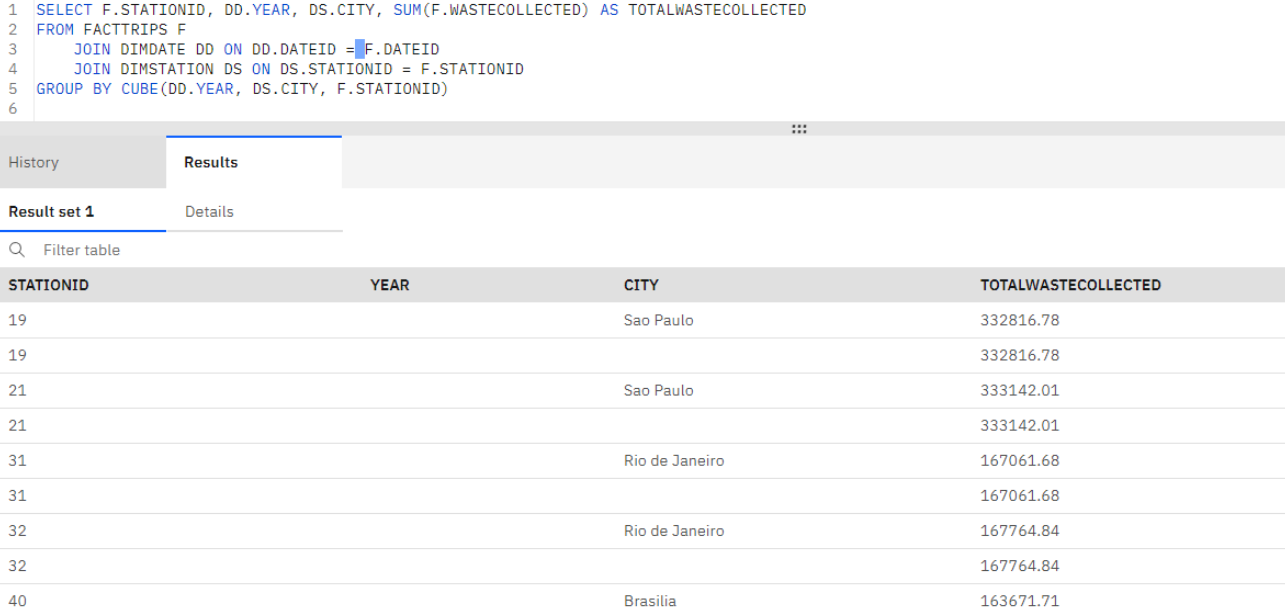 1 SELECT F.STATIONID, DD.YEAR, DS.CITY, SUM(F.WASTECOLLECTED) AS TOTALWASTECOLLECTED
2 FROM FACTTRIPS F
3 JOIN DIMDATE DD ON DD.DATEID = F.DATEID
4 JOIN DIMSTATION DS ON DS.STATIONID = F.STATIONID
5 GROUP BY CUBE(DD.YEAR, DS.CITY, F.STATIONID)
6
History Results
Result set 1 Details
Filter table
STATIONID YEAR CITY TOTALWASTECOLLECTED
19 Sao Paulo 332816.78
19 332816.78
21 Sao Paulo 333142.01
21 333142.01
31 Rio de Janeiro 167061.68
31 167061.68
32 Rio de Janeiro 167764.84
32 167764.84
40 Brasilia 163671.71